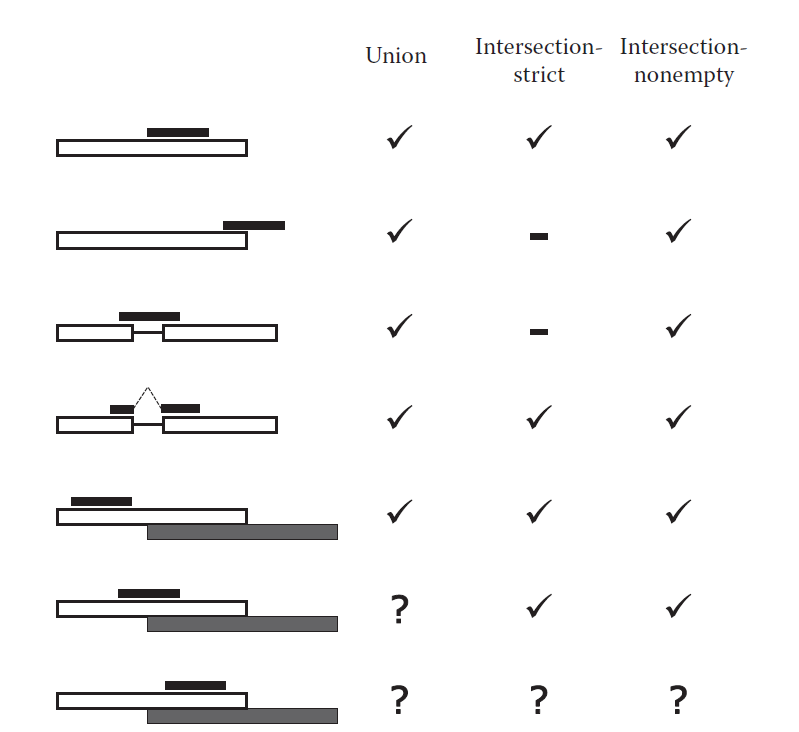 Union
Intersection-
strict
Intersection-
nonempty
✓ ✓ ✓
✓ - ✓
✓ - ✓
✓ ✓ ✓
✓ ✓ ✓
? ✓ ✓
? ? ?